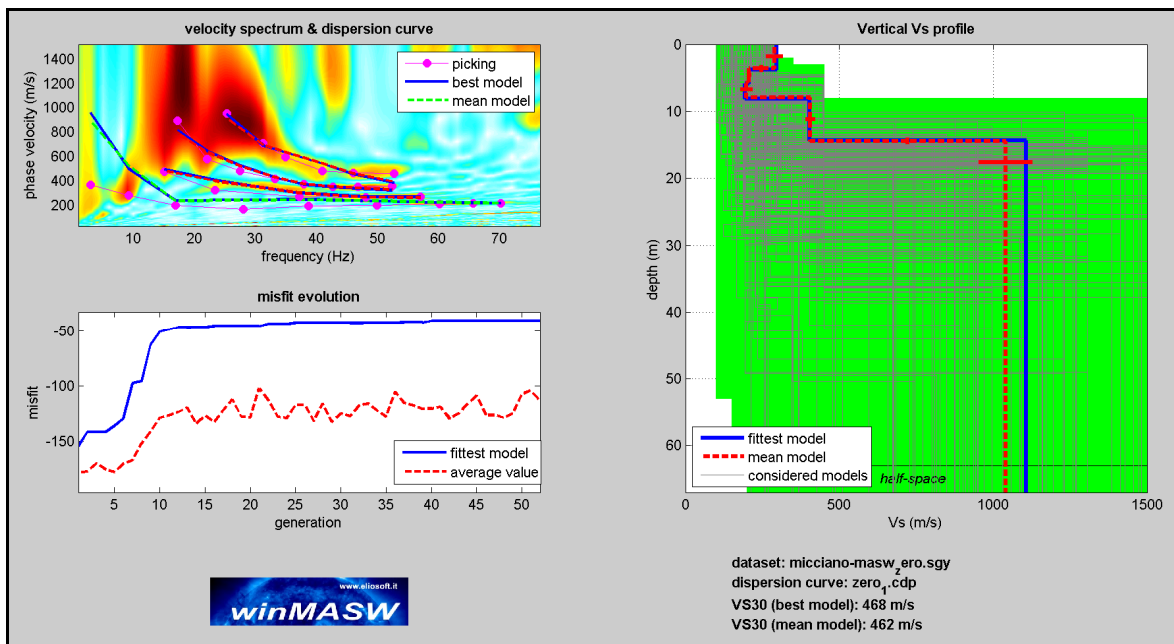 velocity spectrum & dispersion curve
1400
1200
1000
800
600
400
200
phase velocity (m/s)
picking
best model
mean model
10 20 30 40 50 60 70
frequency (Hz)
misfit evolution
-50
-100
-150
misfit
fittest model
average value
5 10 15 20 25 30 35 40 45 50
generation
www.eliosoft.it
winMASW
Vertical Vs profile
0
10
20
30
40
50
60
depth (m)
fittest model
mean model
considered models
half-space
0 500 1000 1500
Vs (m/s)
dataset: micciano-masw_zero.sgy
dispersion curve: zero_1.cdp
VS30 (best model): 468 m/s
VS30 (mean model): 462 m/s